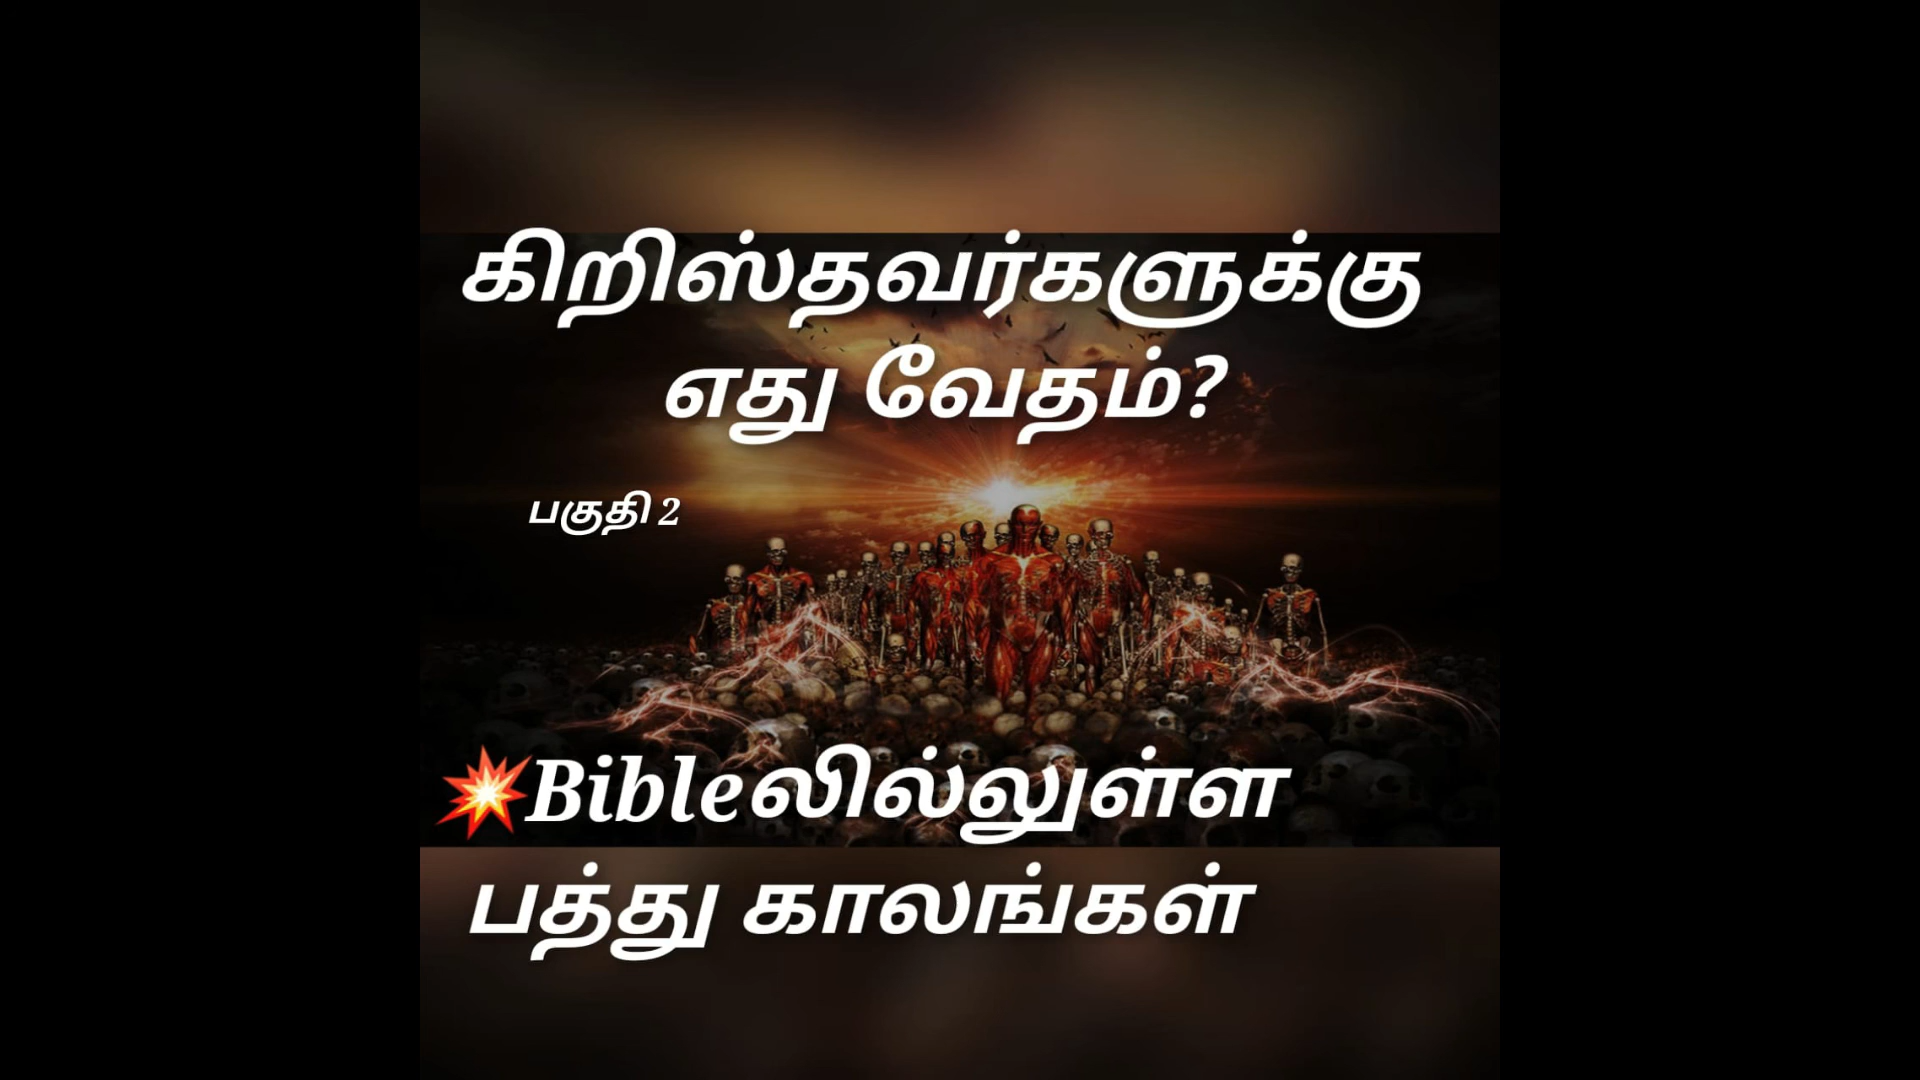 கிறிஸ்தவர்களுக்கு
எது வேதம்?
பகுதி 2
💥Bibleலில்லுள்ள
பத்து காலங்கள்